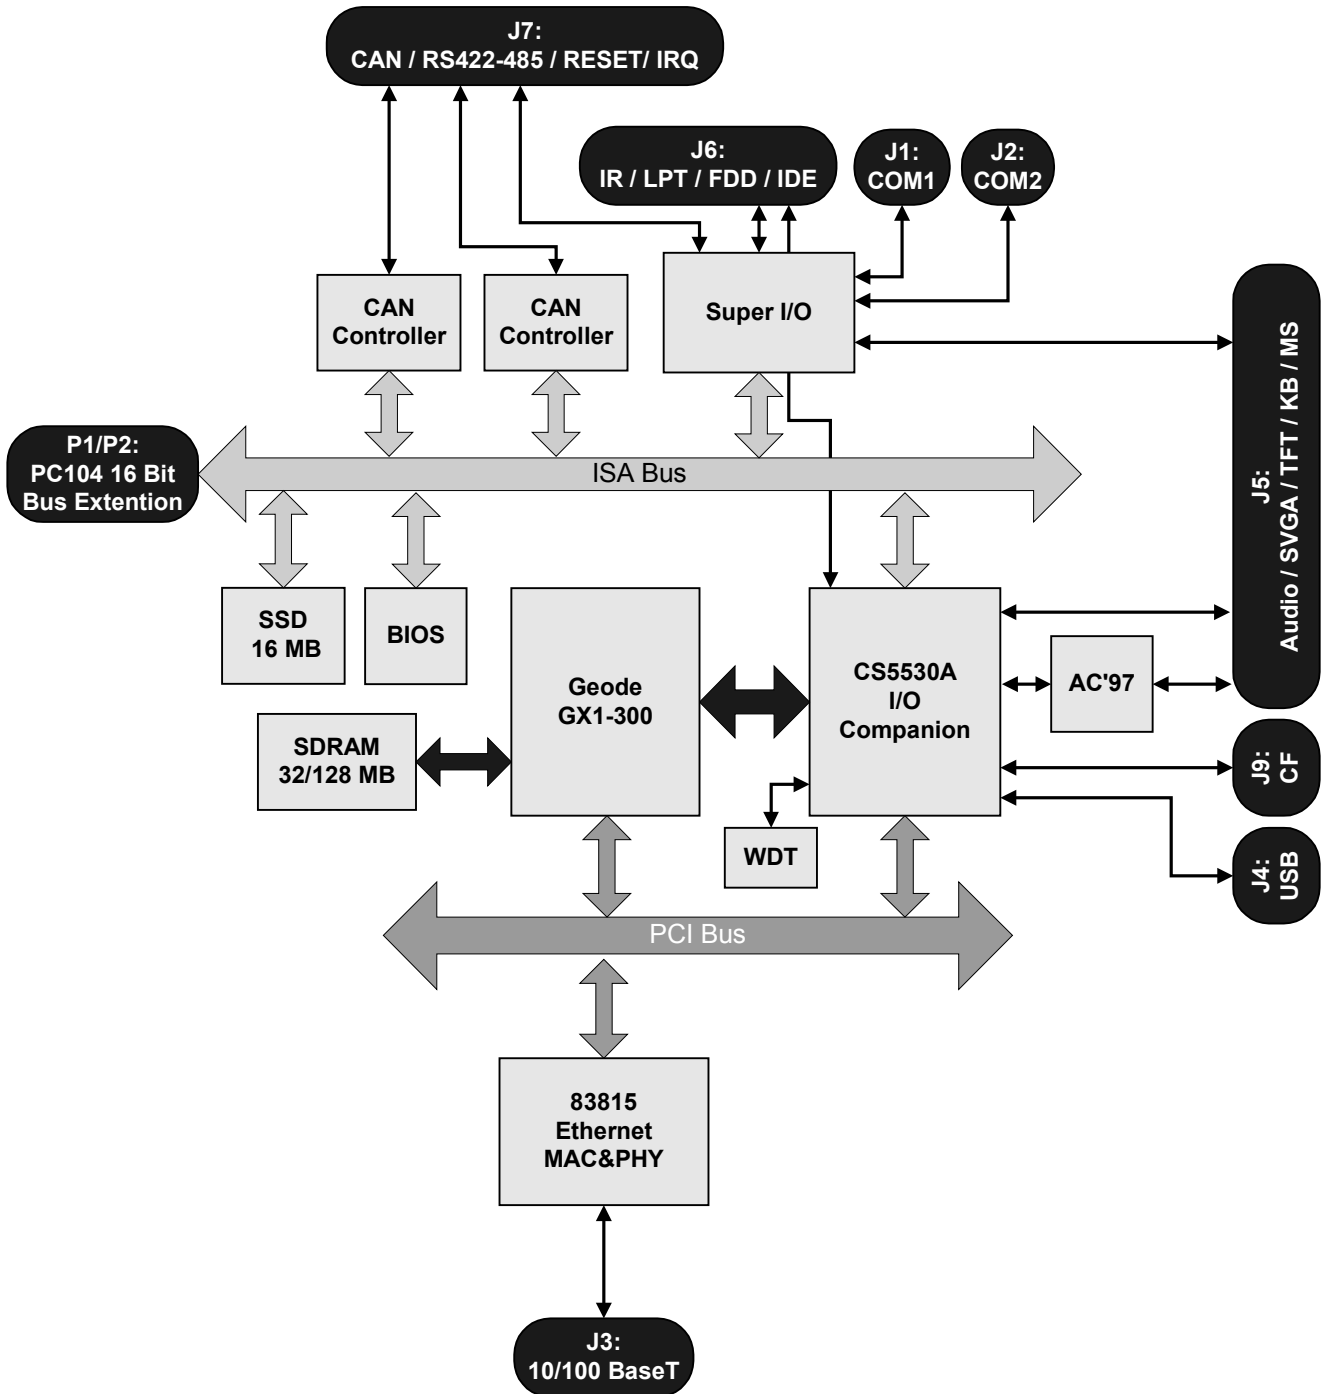 J7:
CAN / RS422-485 / RESET/ IRQ
J6:
IR / LPT / FDD / IDE
J1:
COM1
J2:
COM2
CAN
Controller
CAN
Controller
Super I/O
J5:
Audio / SVGA / TFT / KB / MS
P1/P2:
PC104 16 Bit
Bus Extention
ISA Bus
SSD
16 MB
BIOS
Geode
GX1-300
CS5530A
I/O
Companion
AC'97
SDRAM
32/128 MB
J9:
CF
WDT
J4:
USB
PCI Bus
83815
Ethernet
MAC&PHY
J3:
10/100 BaseT